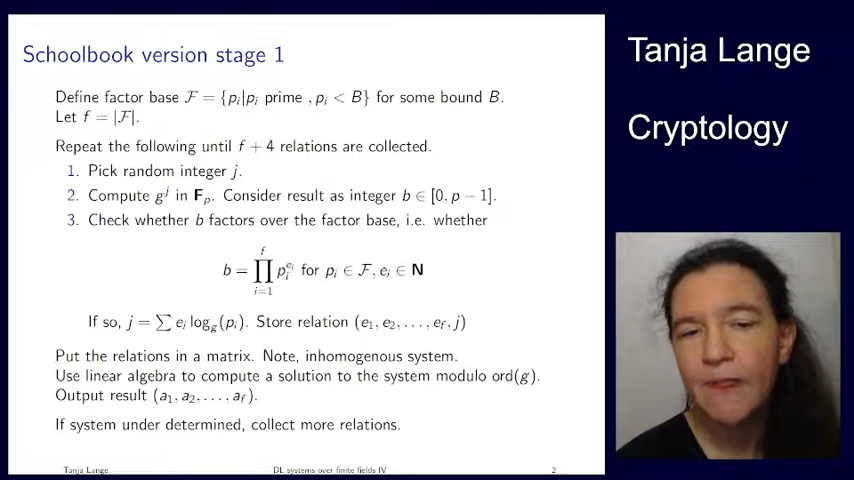 Schoolbook version stage 1
Define factor base F = {p_i|p_i prime , p_i < B} for some bound B.
Let f = |F|.
Repeat the following until f + 4 relations are collected.
1. Pick random integer j.
2. Compute g^j in F_p. Consider result as integer b ∈ [0, p − 1].
3. Check whether b factors over the factor base, i.e. whether
b = ∏_{i=1}^{f} p_i^{e_i} for p_i ∈ F, e_i ∈ N
If so, j = ∑ e_i log_g(p_i). Store relation (e_1, e_2, . . . , e_f, j)
Put the relations in a matrix. Note, inhomogenous system.
Use linear algebra to compute a solution to the system modulo ord(g).
Output result (a_1, a_2, . . . , a_f).
If system under determined, collect more relations.
Tanja Lange DL systems over finite fields IV 2
Tanja Lange
Cryptology